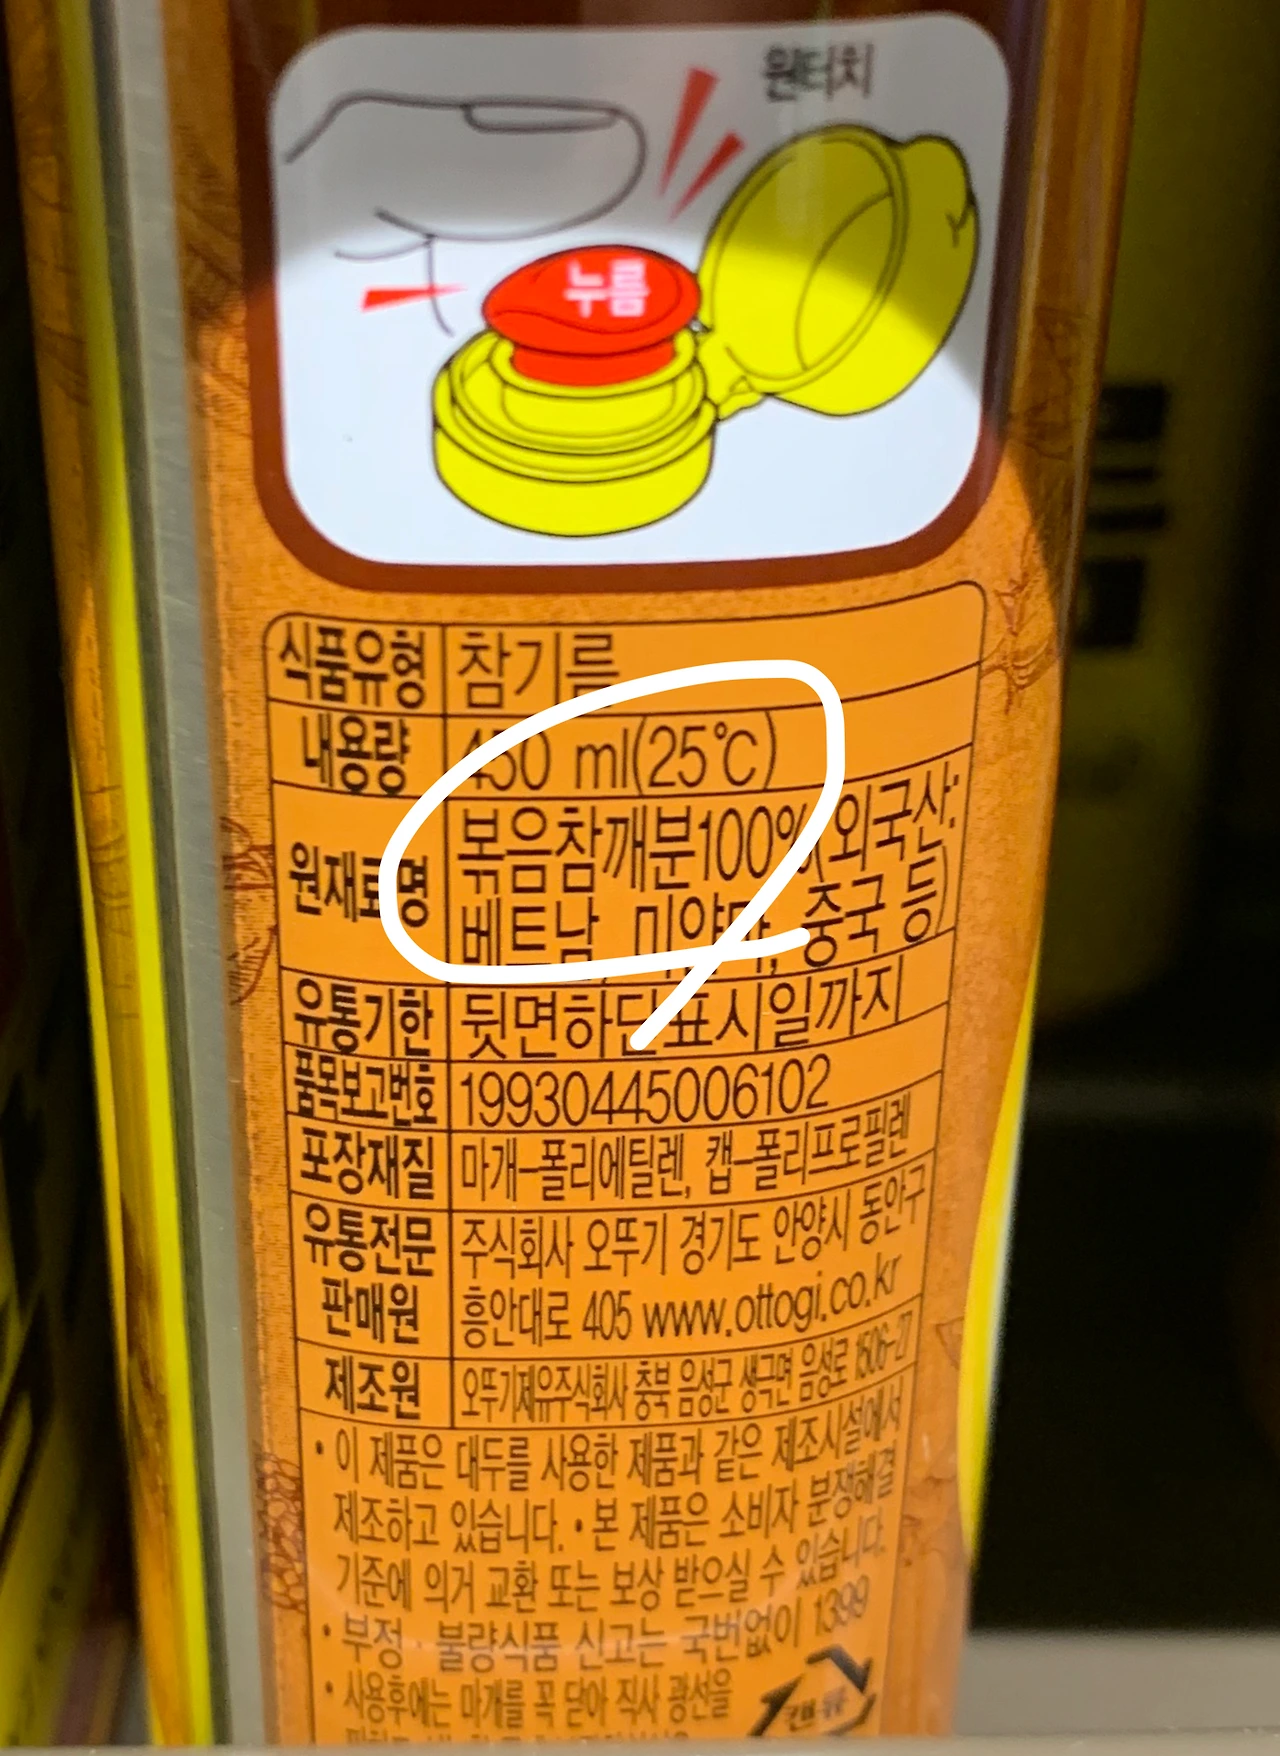 원터치
누름
식품유형 참기름
내용량 450 ml(25℃)
원재료명 볶음참깨분100%(외국산:
베트남, 미얀마, 중국 등)
유통기한 뒷면하단표시일까지
품목보고번호 19930445006102
포장재질 마개-폴리에틸렌, 캡-폴리프로필렌
유통전문 주식회사 오뚜기 경기도 안양시 동안구
판매원 흥안대로 405 www.ottogi.co.kr
제조원 오뚜기제유주식회사 충북 음성군 생극면 음성로 1506-27
• 이 제품은 대두를 사용한 제품과 같은 제조시설에서
제조하고 있습니다. • 본 제품은 소비자 분쟁해결
기준에 의거 교환 또는 보상 받으실 수 있습니다.
• 부정 · 불량식품 신고는 국번없이 1399
• 사용후에는 마개를 꼭 닫아 직사 광선을